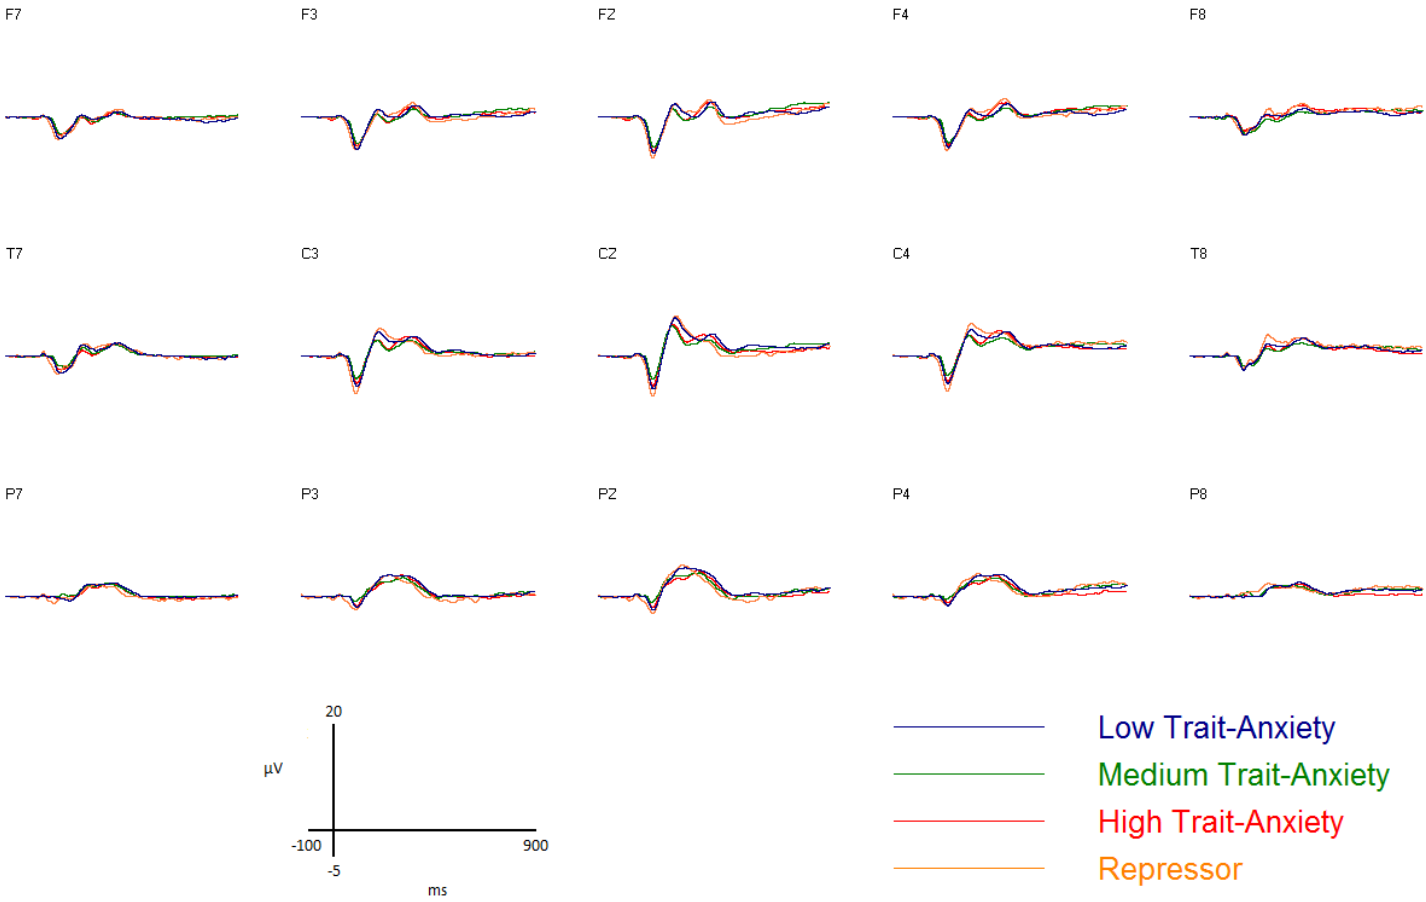 F7 F3 FZ F4 F8
T7 C3 CZ C4 T8
P7 P3 PZ P4 P8
20
µV
-100 900
-5
ms
Low Trait-Anxiety
Medium Trait-Anxiety
High Trait-Anxiety
Repressor